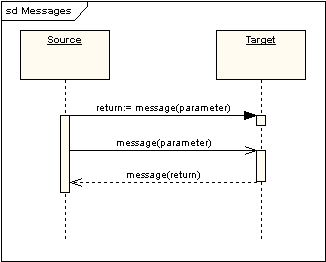 sd Messages
Source
Target
return:= message(parameter)
message(parameter)
message(return)